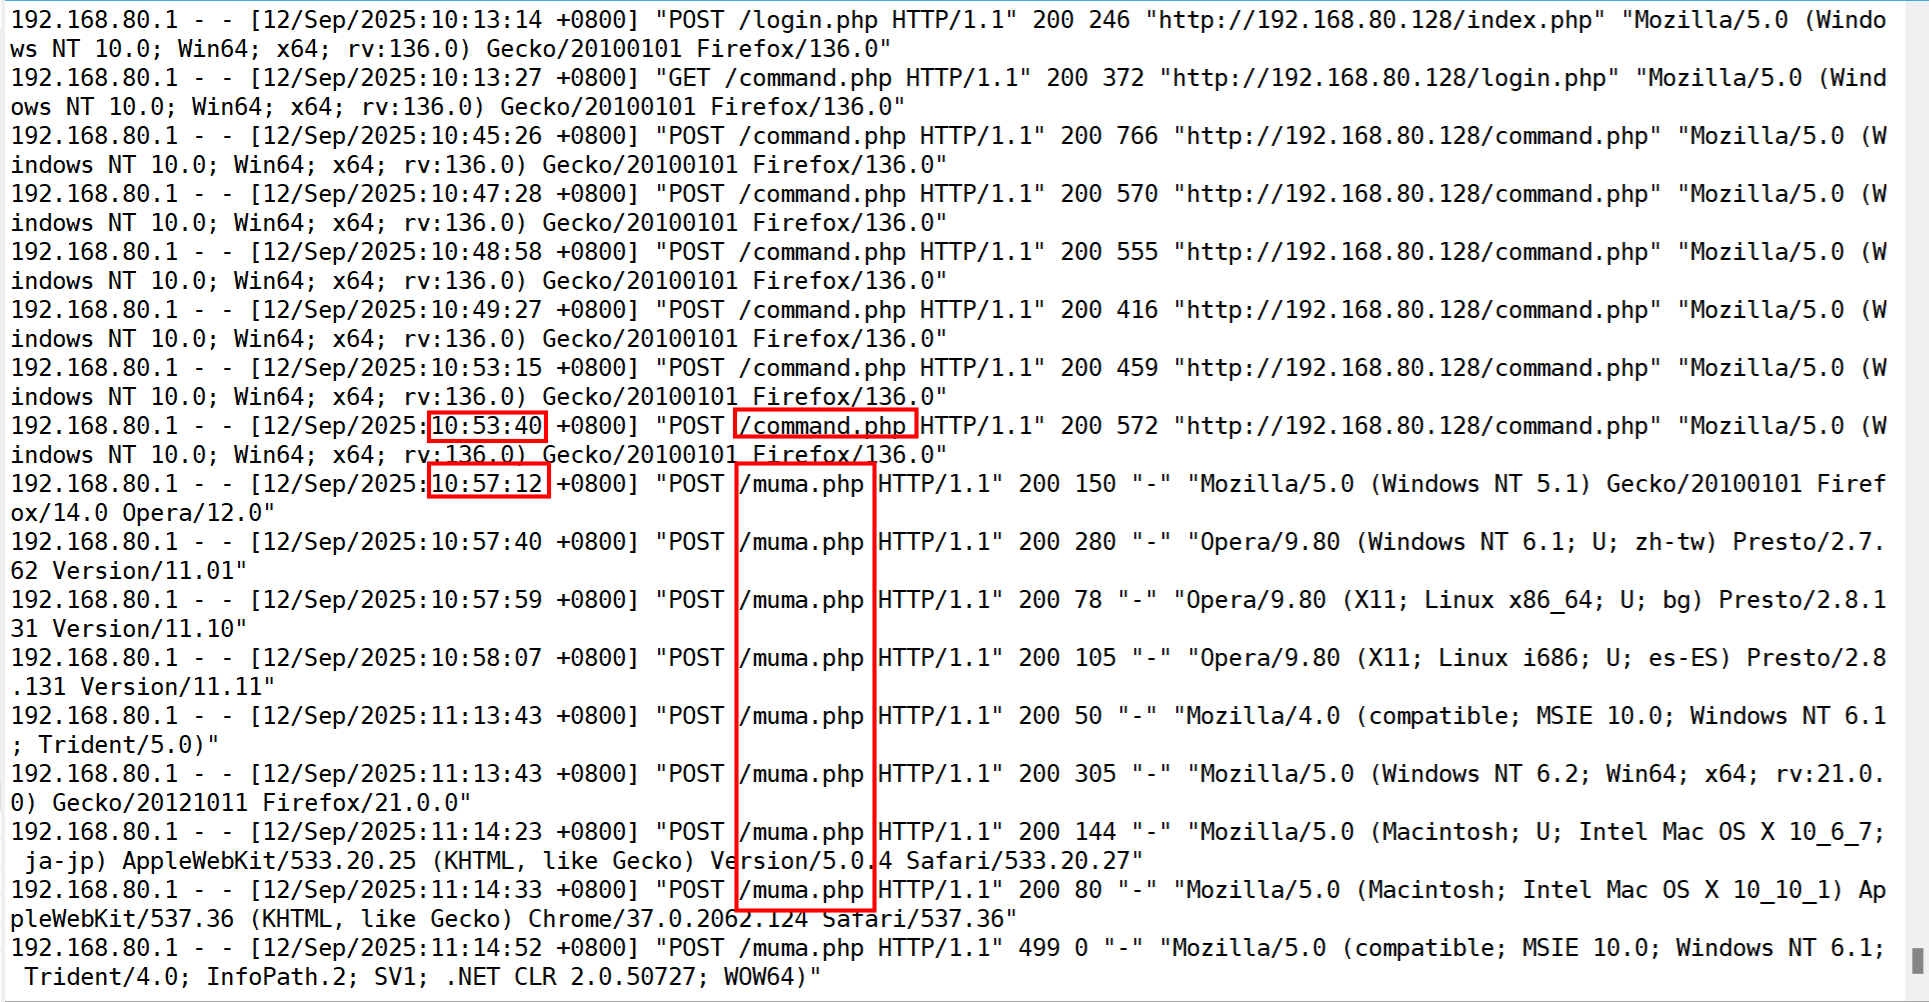 192.168.80.1 - - [12/Sep/2025:10:13:14 +0800] "POST /login.php HTTP/1.1" 200 246 "http://192.168.80.128/index.php" "Mozilla/5.0 (Windo
ws NT 10.0; Win64; x64; rv:136.0) Gecko/20100101 Firefox/136.0"
192.168.80.1 - - [12/Sep/2025:10:13:27 +0800] "GET /command.php HTTP/1.1" 200 372 "http://192.168.80.128/login.php" "Mozilla/5.0 (Wind
ows NT 10.0; Win64; x64; rv:136.0) Gecko/20100101 Firefox/136.0"
192.168.80.1 - - [12/Sep/2025:10:45:26 +0800] "POST /command.php HTTP/1.1" 200 766 "http://192.168.80.128/command.php" "Mozilla/5.0 (W
indows NT 10.0; Win64; x64; rv:136.0) Gecko/20100101 Firefox/136.0"
192.168.80.1 - - [12/Sep/2025:10:47:28 +0800] "POST /command.php HTTP/1.1" 200 570 "http://192.168.80.128/command.php" "Mozilla/5.0 (W
indows NT 10.0; Win64; x64; rv:136.0) Gecko/20100101 Firefox/136.0"
192.168.80.1 - - [12/Sep/2025:10:48:58 +0800] "POST /command.php HTTP/1.1" 200 555 "http://192.168.80.128/command.php" "Mozilla/5.0 (W
indows NT 10.0; Win64; x64; rv:136.0) Gecko/20100101 Firefox/136.0"
192.168.80.1 - - [12/Sep/2025:10:49:27 +0800] "POST /command.php HTTP/1.1" 200 416 "http://192.168.80.128/command.php" "Mozilla/5.0 (W
indows NT 10.0; Win64; x64; rv:136.0) Gecko/20100101 Firefox/136.0"
192.168.80.1 - - [12/Sep/2025:10:53:15 +0800] "POST /command.php HTTP/1.1" 200 459 "http://192.168.80.128/command.php" "Mozilla/5.0 (W
indows NT 10.0; Win64; x64; rv:136.0) Gecko/20100101 Firefox/136.0"
192.168.80.1 - - [12/Sep/2025:10:53:40 +0800] "POST /command.php HTTP/1.1" 200 572 "http://192.168.80.128/command.php" "Mozilla/5.0 (W
indows NT 10.0; Win64; x64; rv:136.0) Gecko/20100101 Firefox/136.0"
192.168.80.1 - - [12/Sep/2025:10:57:12 +0800] "POST /muma.php HTTP/1.1" 200 150 "-" "Mozilla/5.0 (Windows NT 5.1) Gecko/20100101 Firef
ox/14.0 Opera/12.0"
192.168.80.1 - - [12/Sep/2025:10:57:40 +0800] "POST /muma.php HTTP/1.1" 200 280 "-" "Opera/9.80 (Windows NT 6.1; U; zh-tw) Presto/2.7.
62 Version/11.01"
192.168.80.1 - - [12/Sep/2025:10:57:59 +0800] "POST /muma.php HTTP/1.1" 200 78 "-" "Opera/9.80 (X11; Linux x86_64; U; bg) Presto/2.8.1
31 Version/11.10"
192.168.80.1 - - [12/Sep/2025:10:58:07 +0800] "POST /muma.php HTTP/1.1" 200 105 "-" "Opera/9.80 (X11; Linux i686; U; es-ES) Presto/2.8
.131 Version/11.11"
192.168.80.1 - - [12/Sep/2025:11:13:43 +0800] "POST /muma.php HTTP/1.1" 200 50 "-" "Mozilla/4.0 (compatible; MSIE 10.0; Windows NT 6.1
; Trident/5.0)"
192.168.80.1 - - [12/Sep/2025:11:13:43 +0800] "POST /muma.php HTTP/1.1" 200 305 "-" "Mozilla/5.0 (Windows NT 6.2; Win64; x64; rv:21.0.
0) Gecko/20121011 Firefox/21.0.0"
192.168.80.1 - - [12/Sep/2025:11:14:23 +0800] "POST /muma.php HTTP/1.1" 200 144 "-" "Mozilla/5.0 (Macintosh; U; Intel Mac OS X 10_6_7;
 ja-jp) AppleWebKit/533.20.25 (KHTML, like Gecko) Version/5.0.4 Safari/533.20.27"
192.168.80.1 - - [12/Sep/2025:11:14:33 +0800] "POST /muma.php HTTP/1.1" 200 80 "-" "Mozilla/5.0 (Macintosh; Intel Mac OS X 10_10_1) Ap
pleWebKit/537.36 (KHTML, like Gecko) Chrome/37.0.2062.124 Safari/537.36"
192.168.80.1 - - [12/Sep/2025:11:14:52 +0800] "POST /muma.php HTTP/1.1" 499 0 "-" "Mozilla/5.0 (compatible; MSIE 10.0; Windows NT 6.1;
 Trident/4.0; InfoPath.2; SV1; .NET CLR 2.0.50727; WOW64)"